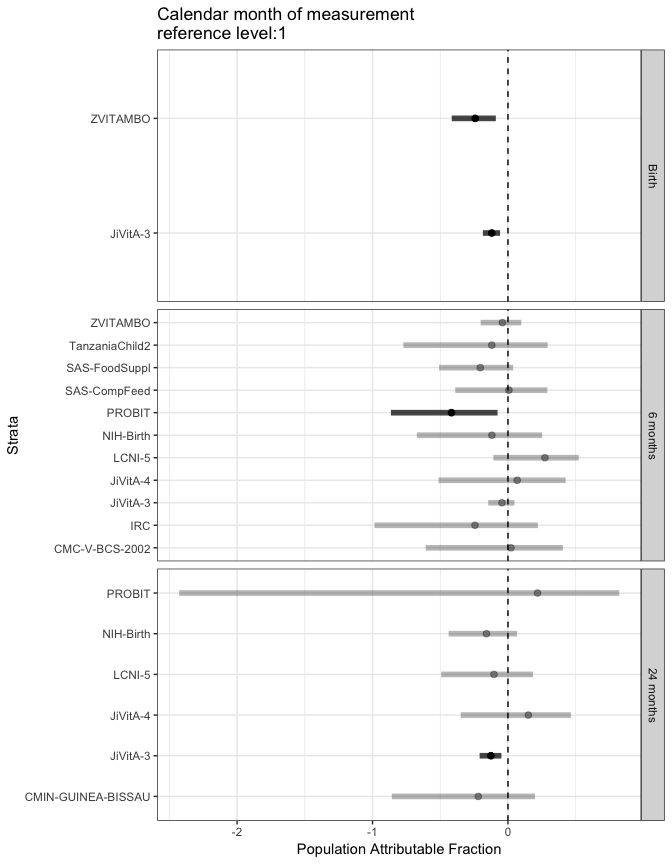 Calendar month of measurement
reference level:1
ZVITAMBO
JiVitA-3
Birth
ZVITAMBO
TanzaniaChild2
SAS-FoodSuppl
SAS-CompFeed
PROBIT
NIH-Birth
LCNI-5
JiVitA-4
JiVitA-3
IRC
CMC-V-BCS-2002
6 months
PROBIT
NIH-Birth
LCNI-5
JiVitA-4
JiVitA-3
CMIN-GUINEA-BISSAU
24 months
Strata
-2 -1 0
Population Attributable Fraction